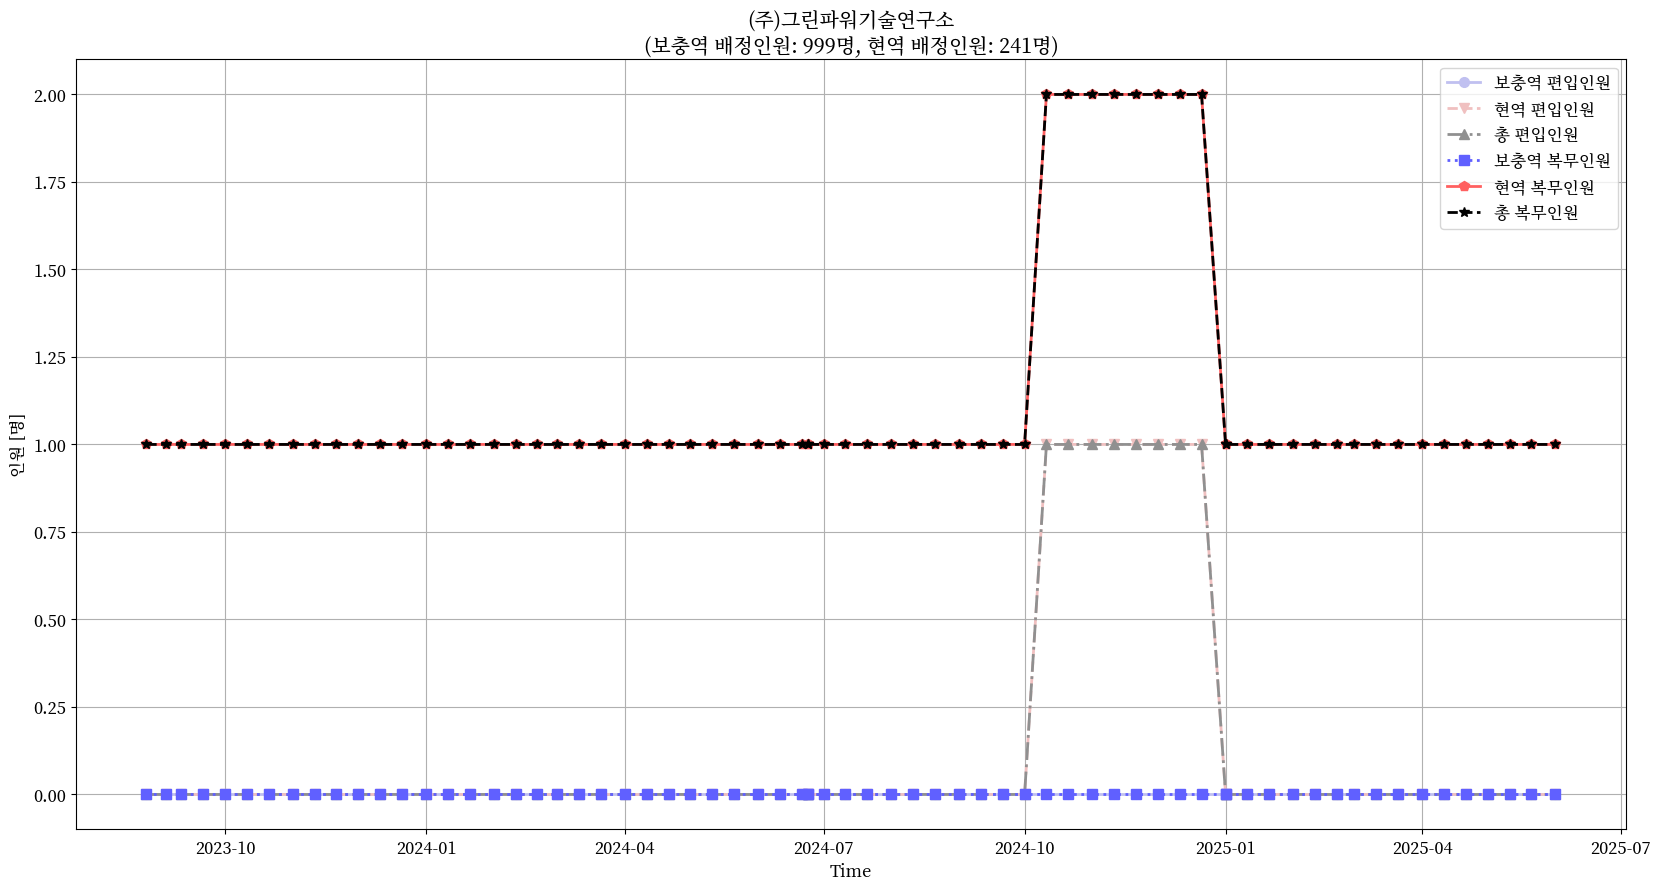 (주)그린파워기술연구소
(보충역 배정인원: 999명, 현역 배정인원: 241명)
보충역 편입인원
현역 편입인원
총 편입인원
보충역 복무인원
현역 복무인원
총 복무인원
2.00
1.75
1.50
1.25
1.00
0.75
0.50
0.25
0.00
인원 [명]
2023-10
2024-01
2024-04
2024-07
2024-10
2025-01
2025-04
2025-07
Time